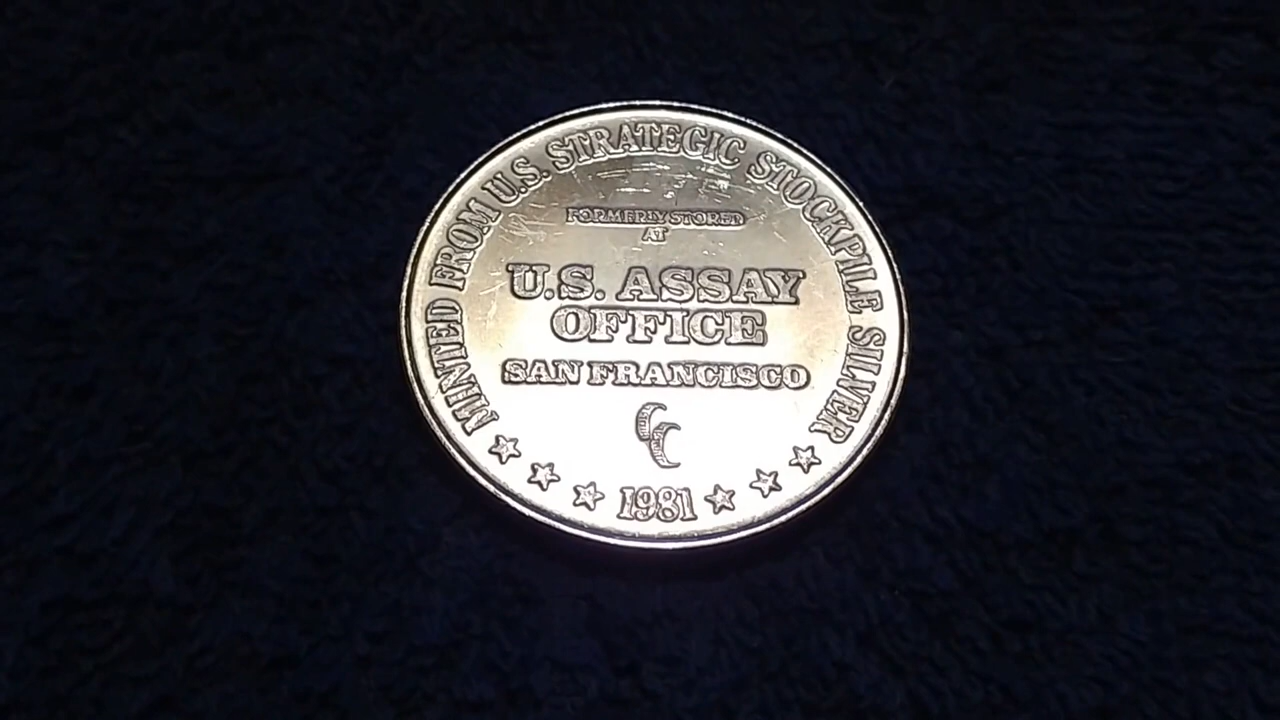 MINTED FROM U.S. STRATEGIC STOCKPILE SILVER
FORMERLY STORED
AT
U.S. ASSAY
OFFICE
SAN FRANCISCO
CC
1981